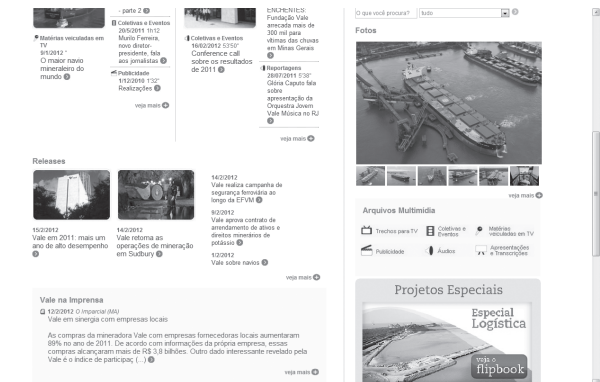 - parte 2
Coletivas e Eventos
20/5/2011 1h12
Murilo Ferreira,
novo diretor-
presidente, fala
aos jornalistas
Publicidade
1/12/2010 1'32"
Realizações
veja mais
Matérias veiculadas em
TV
9/1/2012 "
O maior navio
mineraleiro do
mundo
Coletivas e Eventos
16/02/2012 53'50"
Conference call
sobre os resultados
de 2011
ENCHENTES:
Fundação Vale
arrecada mais de
300 mil para
vítimas das chuvas
em Minas Gerais
Reportagens
28/07/2011 5'38"
Glória Caputo fala
sobre
apresentação da
Orquestra Jovem
Vale Música no RJ
veja mais
Releases
15/2/2012
Vale em 2011: mais um
ano de alto desempenho
14/2/2012
Vale retoma as
operações de mineração
em Sudbury
14/2/2012
Vale realiza campanha de
segurança ferroviária ao
longo da EFVM
9/2/2012
Vale aprova contrato de
arrendamento de ativos e
direitos minerários de
potássio
1/2/2012
Vale sobre navios
veja mais
Vale na Imprensa
12/2/2012 O Imparcial (MA)
Vale em sinergia com empresas locais
As compras da mineradora Vale com empresas fornecedoras locais aumentaram
89% no ano de 2011. De acordo com informações da própria empresa, essas
compras alcançaram mais de R$ 3,8 bilhões. Outro dado interessante revelado pela
Vale é o índice de participaç (...)
veja mais
O que você procura? tudo
Fotos
veja mais
Arquivos Multimidia
Trechos para TV
Coletivas e
Eventos
Matérias
veiculadas em TV
Publicidade
Áudios
Apresentações
e Transcrições
Projetos Especiais
Especial
Logística
veja o
flipbook